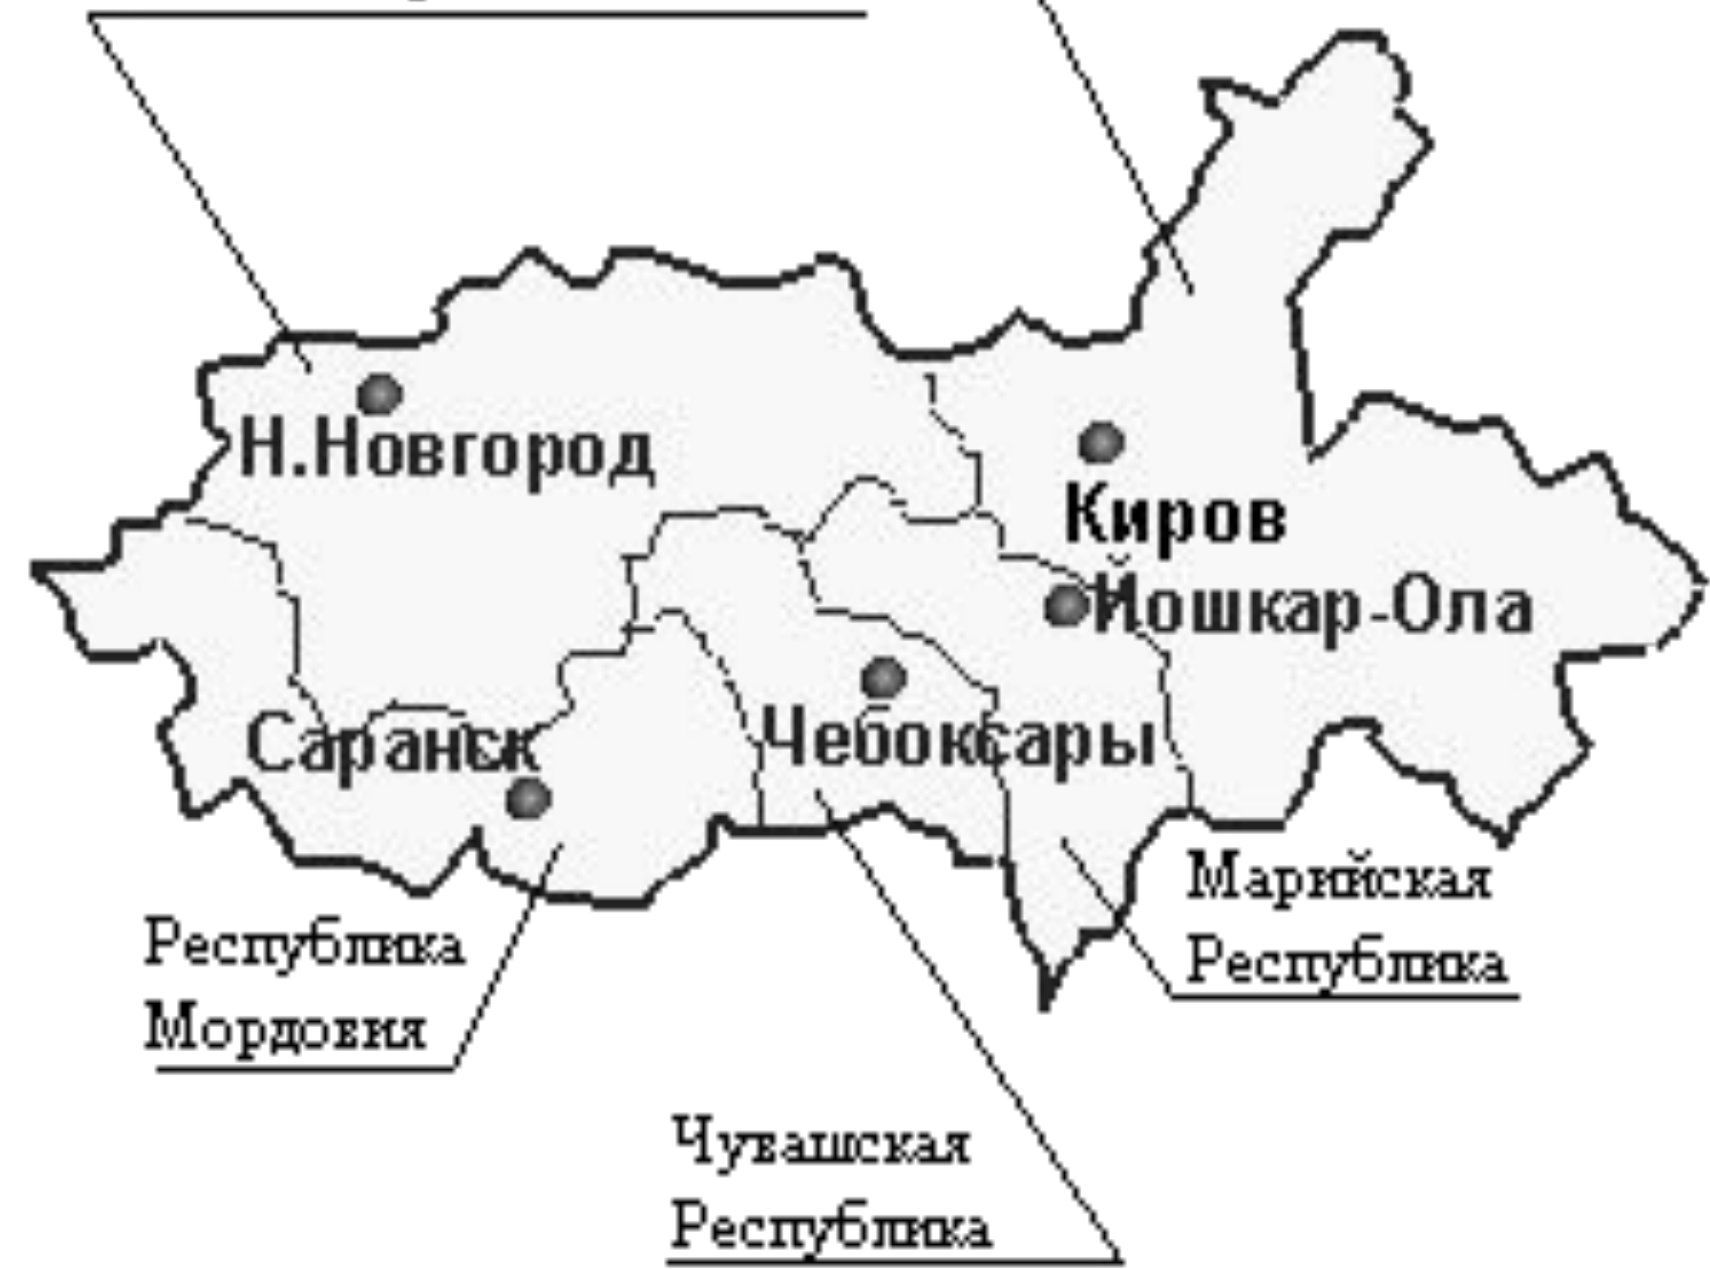 Н.Новгород
Киров
Йошкар-Ола
Саранск
Чебоксары
Марийская
Республика
Республика
Мордовия
Чувашская
Республика